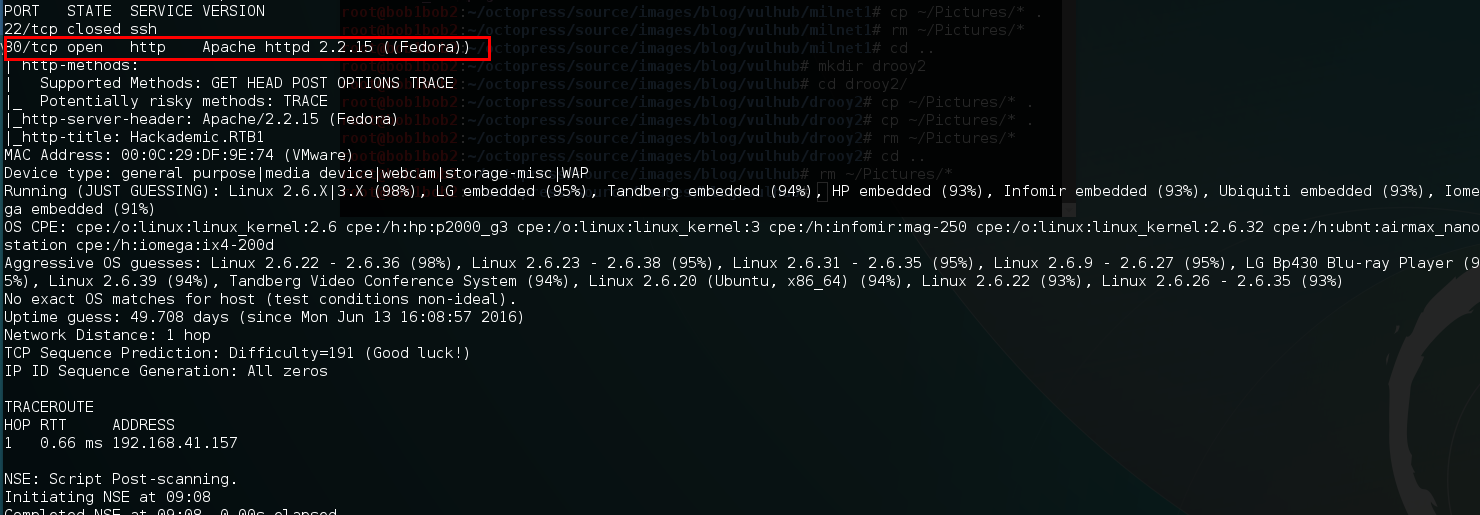 PORT   STATE  SERVICE VERSION
22/tcp closed ssh
80/tcp open   http    Apache httpd 2.2.15 ((Fedora))
| http-methods:
|   Supported Methods: GET HEAD POST OPTIONS TRACE
|_  Potentially risky methods: TRACE
|_http-server-header: Apache/2.2.15 (Fedora)
|_http-title: Hackademic.RTB1
MAC Address: 00:0C:29:DF:9E:74 (VMware)
Device type: general purpose|media device|webcam|storage-misc|WAP
Running (JUST GUESSING): Linux 2.6.X|3.X (98%), LG embedded (95%), Tandberg embedded (94%), HP embedded (93%), Infomir embedded (93%), Ubiquiti embedded (93%), Iome
ga embedded (91%)
OS CPE: cpe:/o:linux:linux_kernel:2.6 cpe:/h:hp:p2000_g3 cpe:/o:linux:linux_kernel:3 cpe:/h:infomir:mag-250 cpe:/o:linux:linux_kernel:2.6.32 cpe:/h:ubnt:airmax_nano
station cpe:/h:iomega:ix4-200d
Aggressive OS guesses: Linux 2.6.22 - 2.6.36 (98%), Linux 2.6.23 - 2.6.38 (95%), Linux 2.6.31 - 2.6.35 (95%), Linux 2.6.9 - 2.6.27 (95%), LG Bp430 Blu-ray Player (9
5%), Linux 2.6.39 (94%), Tandberg Video Conference System (94%), Linux 2.6.20 (Ubuntu, x86_64) (94%), Linux 2.6.22 (93%), Linux 2.6.26 - 2.6.35 (93%)
No exact OS matches for host (test conditions non-ideal).
Uptime guess: 49.708 days (since Mon Jun 13 16:08:57 2016)
Network Distance: 1 hop
TCP Sequence Prediction: Difficulty=191 (Good luck!)
IP ID Sequence Generation: All zeros
TRACEROUTE
HOP RTT     ADDRESS
1   0.66 ms 192.168.41.157
NSE: Script Post-scanning.
Initiating NSE at 09:08
Completed NSE at 09:08, 0.00s elapsed
root@bob1bob2:~/octopress/source/images/blog/vulhub/milnet1# cp ~/Pictures/* .
root@bob1bob2:~/octopress/source/images/blog/vulhub/milnet1# rm ~/Pictures/*
root@bob1bob2:~/octopress/source/images/blog/vulhub/milnet1# cd ..
root@bob1bob2:~/octopress/source/images/blog/vulhub# mkdir drooy2
root@bob1bob2:~/octopress/source/images/blog/vulhub# cd drooy2/
root@bob1bob2:~/octopress/source/images/blog/vulhub/drooy2# cp ~/Pictures/* .
root@bob1bob2:~/octopress/source/images/blog/vulhub/drooy2# cp ~/Pictures/* .
root@bob1bob2:~/octopress/source/images/blog/vulhub/drooy2# rm ~/Pictures/*
root@bob1bob2:~/octopress/source/images/blog/vulhub/drooy2# cd ..
root@bob1bob2:~/octopress/source/images/blog/vulhub# rm ~/Pictures/*